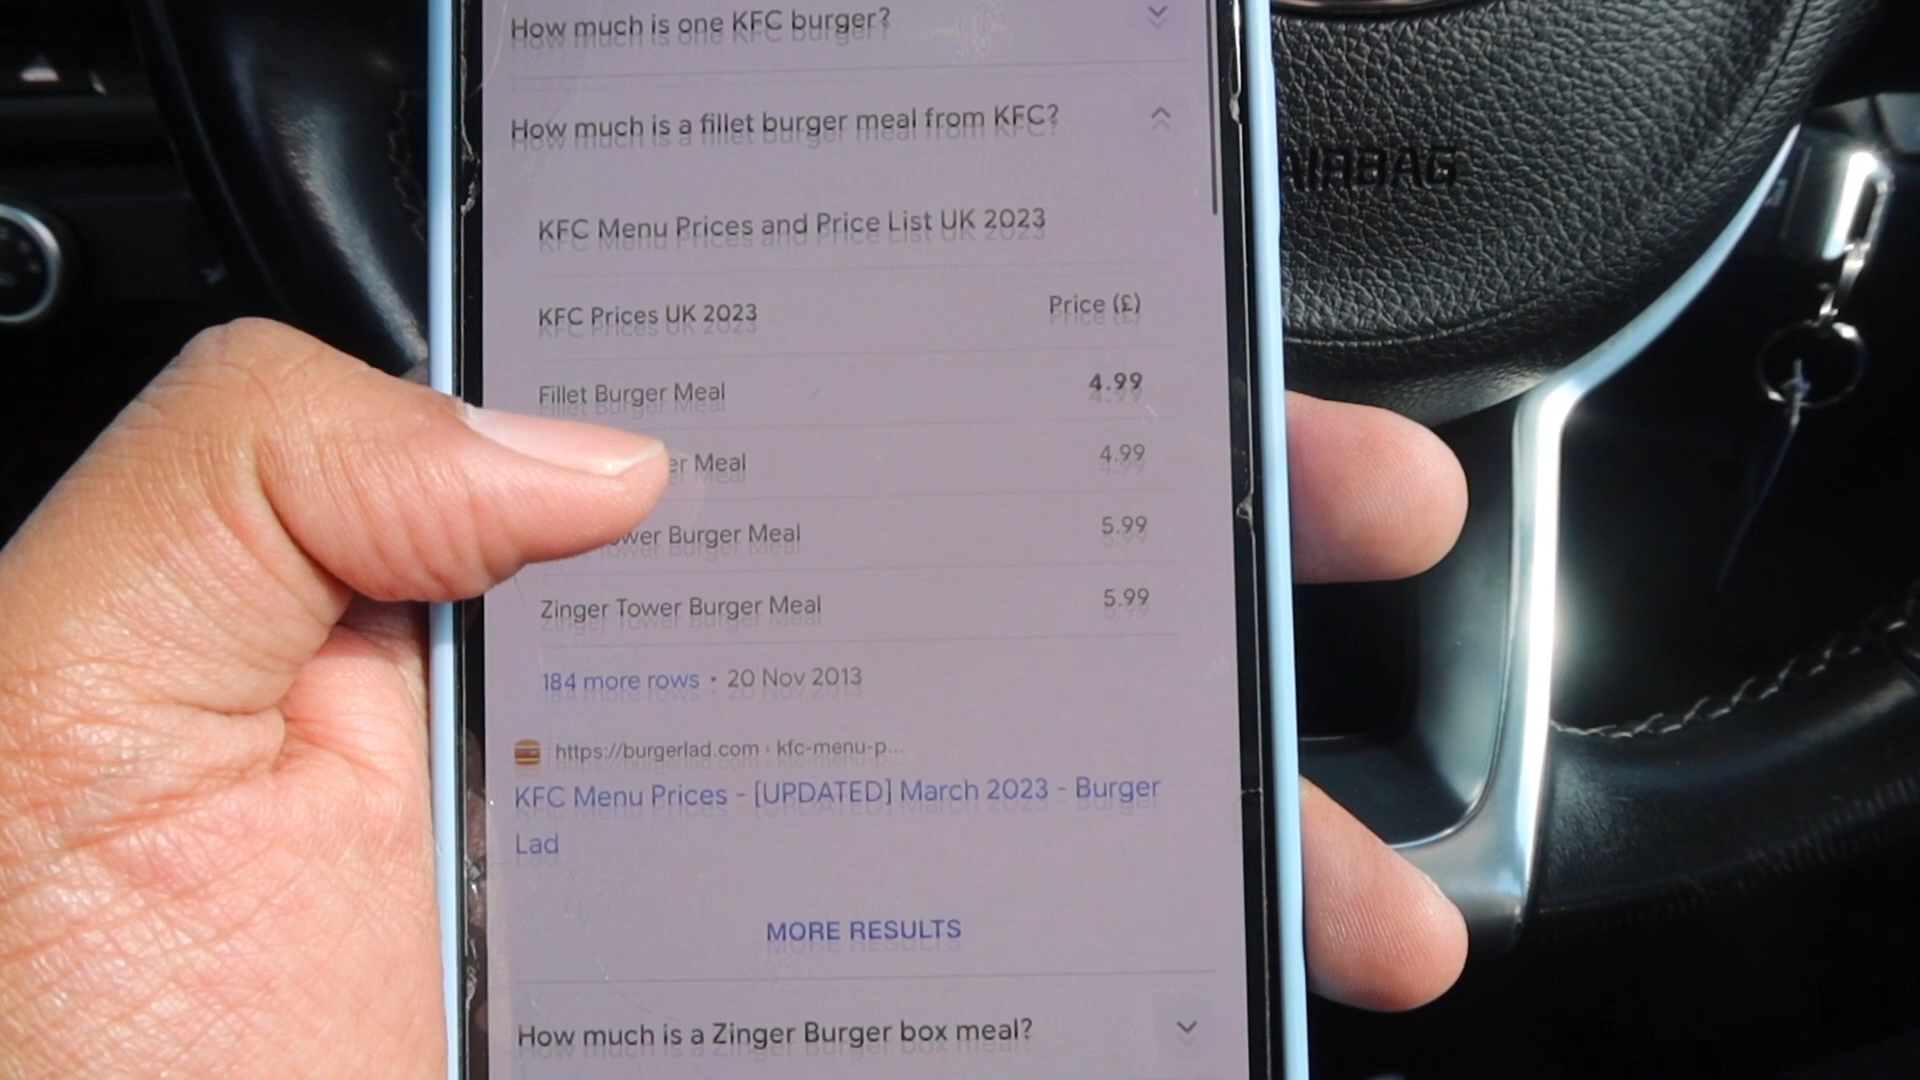 How much is one KFC burger?
How much is a fillet burger meal from KFC?
AIRBAG
KFC Menu Prices and Price List UK 2023
KFC Prices UK 2023 Price (£)
Fillet Burger Meal 4.99
Meal 4.99
Burger Meal 5.99
Zinger Tower Burger Meal 5.99
184 more rows • 20 Nov 2013
https://burgerlad.com › kfc-menu-p...
KFC Menu Prices - [UPDATED] March 2023 - Burger
Lad
MORE RESULTS
How much is a Zinger Burger box meal?